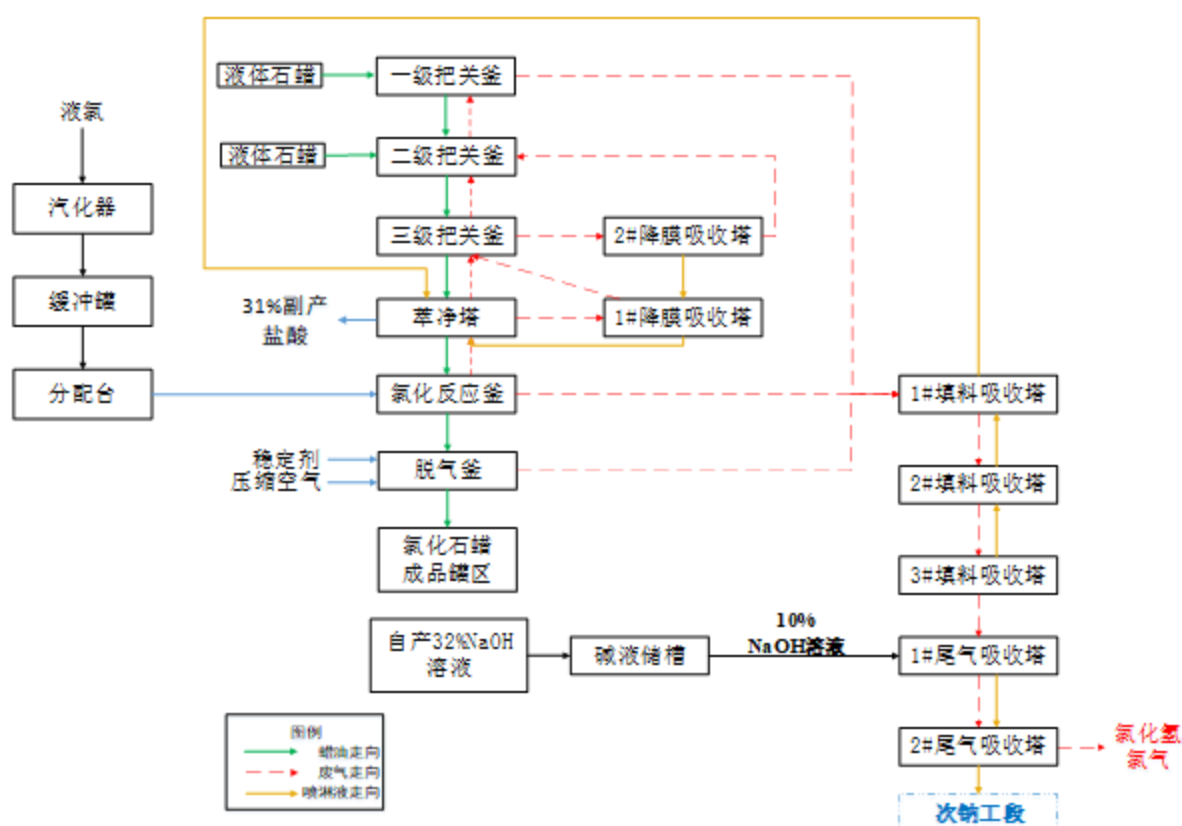 液体石蜡
一级把关釜
液氯
液体石蜡
二级把关釜
汽化器
三级把关釜
2#降膜吸收塔
缓冲罐
31%副产
盐酸
萃净塔
1#降膜吸收塔
分配台
氯化反应釜
1#填料吸收塔
稳定剂
压缩空气
脱气釜
2#填料吸收塔
氯化石蜡
成品罐区
3#填料吸收塔
自产32%NaOH
溶液
碱液储槽
10%
NaOH溶液
1#尾气吸收塔
图例
蜡油走向
废气走向
喷淋液走向
2#尾气吸收塔
氯化氢
氯气
次钠工段